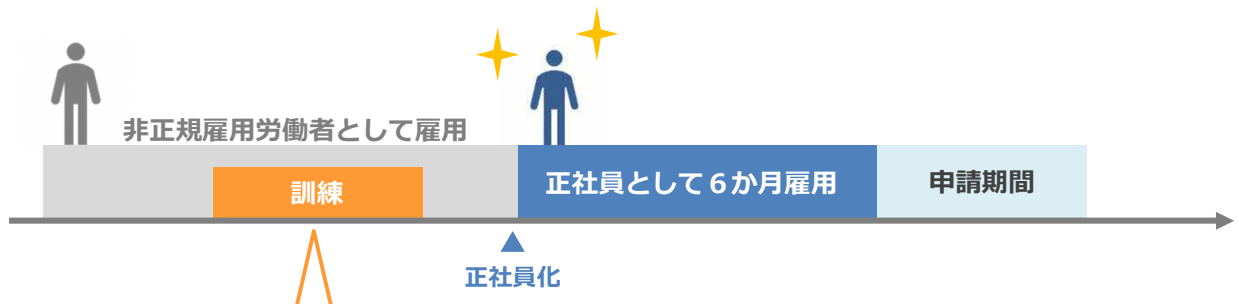 非正規雇用労働者として雇用
訓練
正社員として６か月雇用
申請期間
正社員化